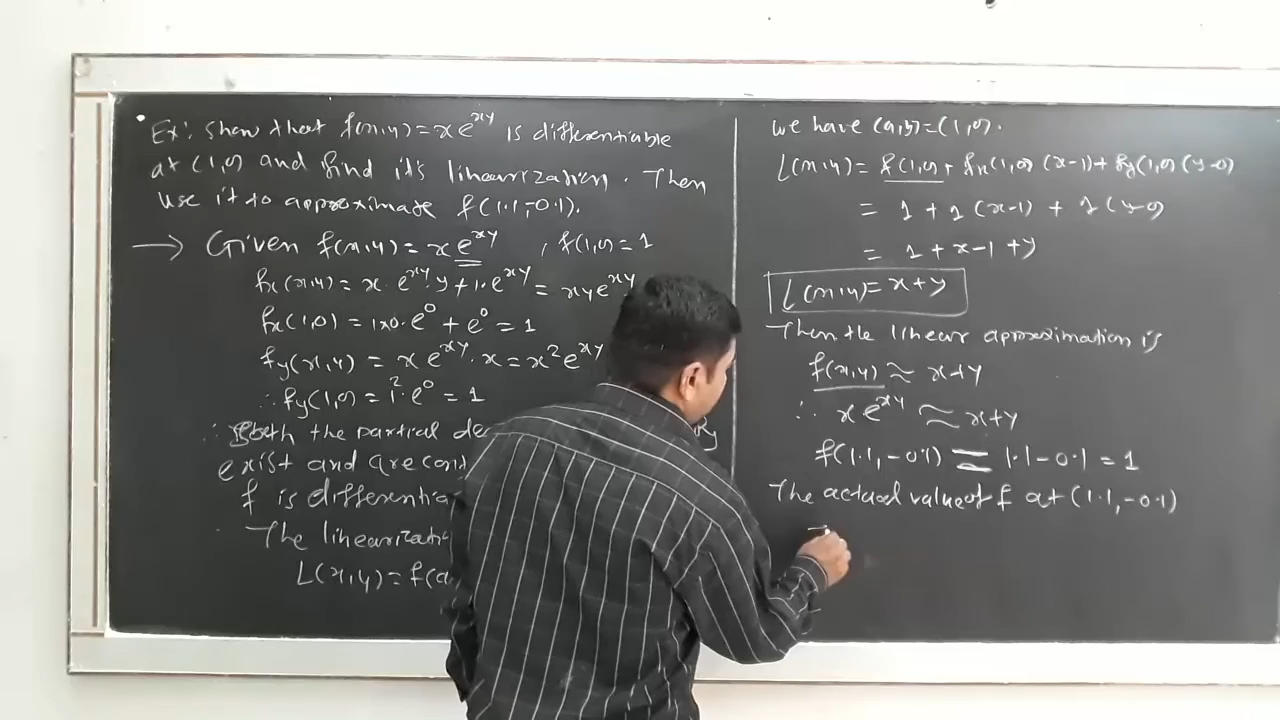 Ex: Show that f(x,y) = x e^{xy} is differentiable
at (1,0) and find its linearization. Then
use it to approximate f(1.1,-0.1).
→ Given f(x,y) = x e^{xy} , f(1,0) = 1
fx(x,y) = x. e^{xy}. y + 1. e^{xy} = xy e^{xy}
fx(1,0) = 1x0. e^0 + e^0 = 1
fy(x,y) = x e^{xy}. x = x^2 e^{xy}
∴ fy(1,0) = 1^2. e^0 = 1
∴ Both the partial de
exist and are cont
f is differentia
The linearizati
L(x,y) = f(a,
we have (a,b) = (1,0).
L(x,y) = f(1,0) + fx(1,0) (x-1) + fy(1,0) (y-0)
= 1 + 1 (x-1) + 1 (y-0)
= 1 + x-1 + y
L(x,y) = x+y
Then the linear approximation is
f(x,y) ≈ x+y
∴ x e^{xy} ≈ x+y
f(1.1,-0.1) = 1.1-0.1 = 1
The actual value of f at (1.1,-0.1)